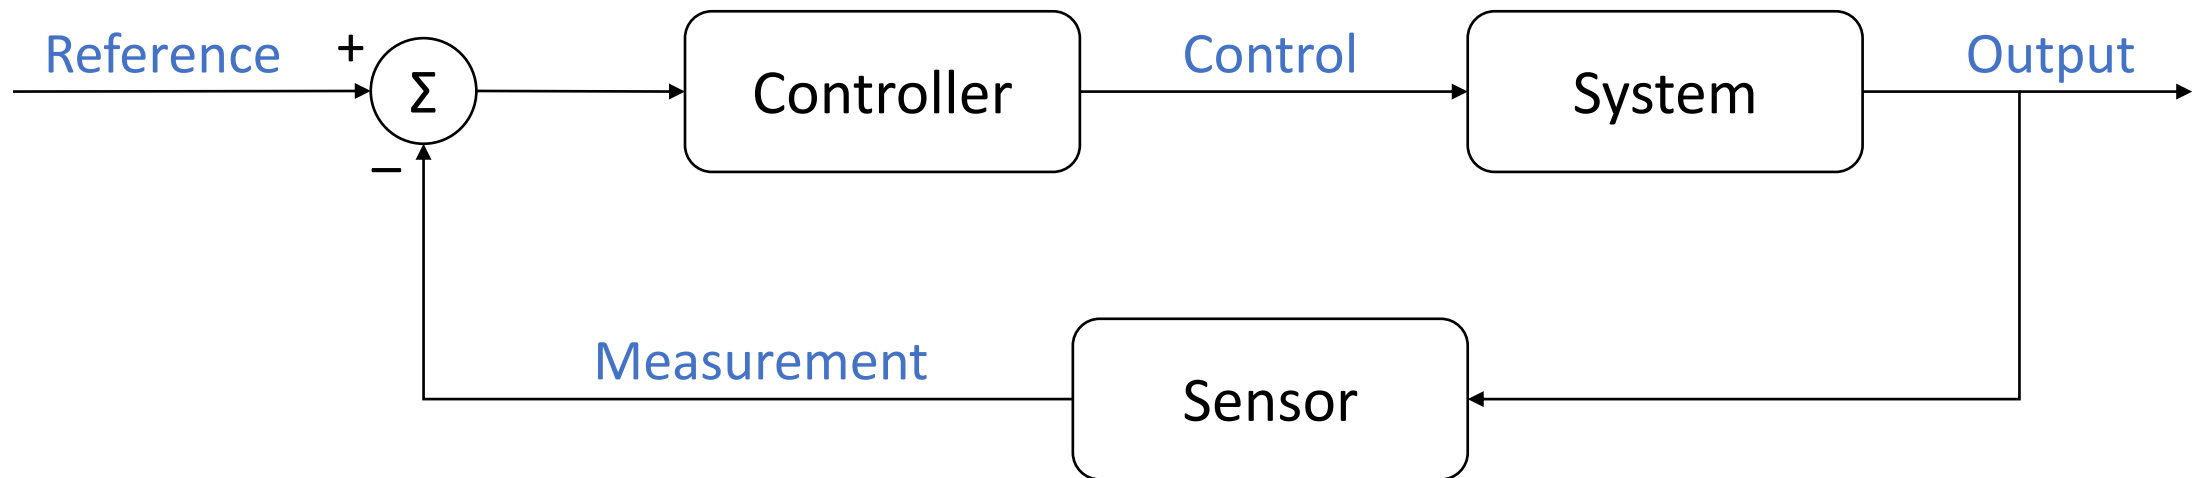 Reference
+
Σ
−
Controller
Control
System
Output
Measurement
Sensor